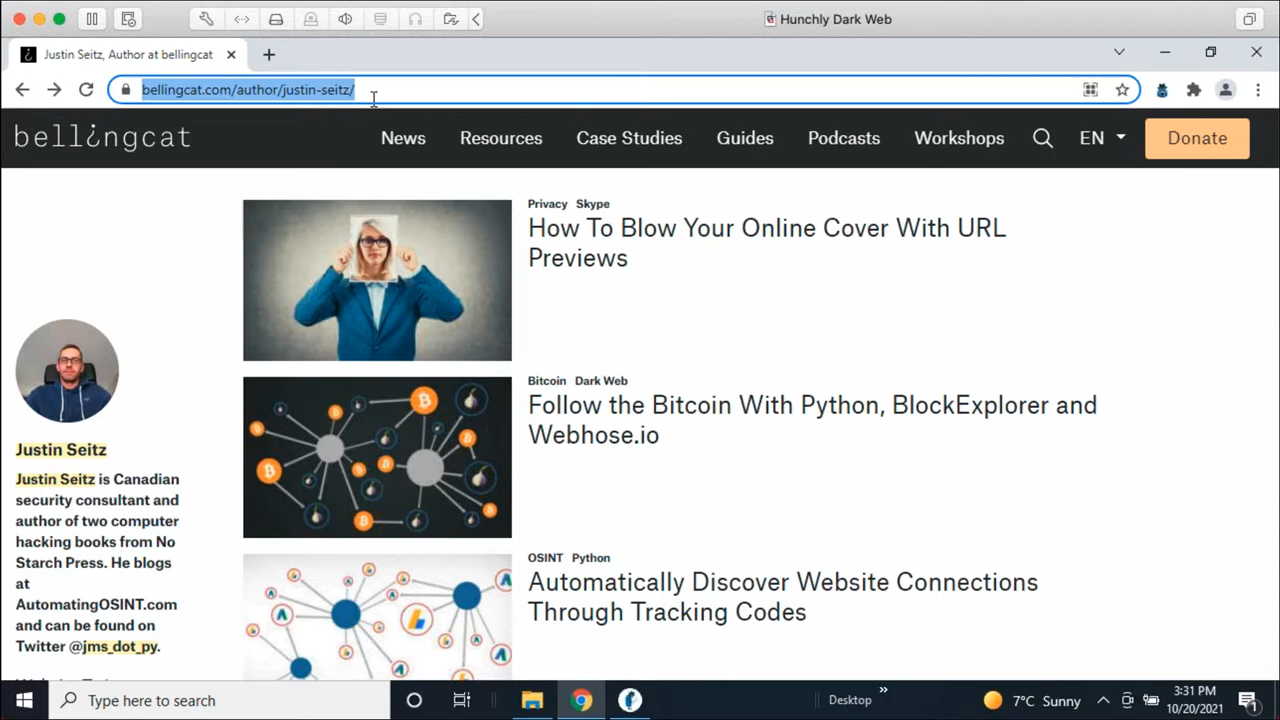 Hunchly Dark Web
Justin Seitz, Author at bellingcat
bellingcat.com/author/justin-seitz/
bellingcat
News
Resources
Case Studies
Guides
Podcasts
Workshops
EN
Donate
Privacy Skype
How To Blow Your Online Cover With URL
Previews
Bitcoin Dark Web
Follow the Bitcoin With Python, BlockExplorer and
Webhose.io
OSINT Python
Automatically Discover Website Connections
Through Tracking Codes
Justin Seitz
Justin Seitz is Canadian
security consultant and
author of two computer
hacking books from No
Starch Press. He blogs
at
AutomatingOSINT.com
and can be found on
Twitter @jms_dot_py.
Type here to search
Desktop
7°C Sunny
3:31 PM
10/20/2021
1